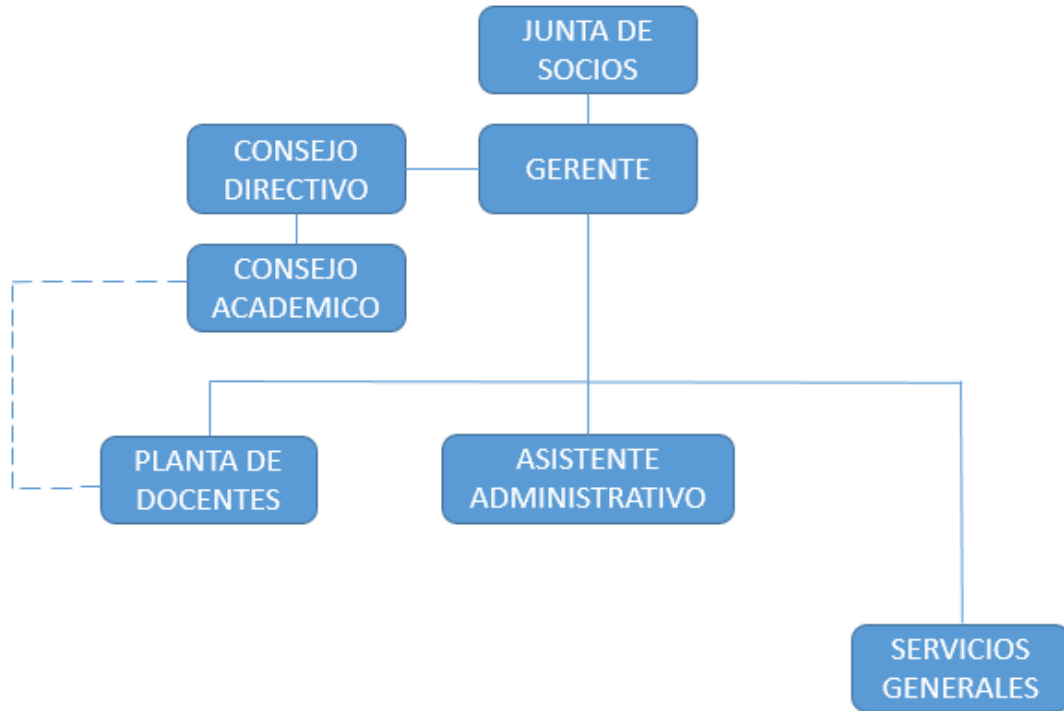 JUNTA DE
SOCIOS
CONSEJO
DIRECTIVO
GERENTE
CONSEJO
ACADEMICO
PLANTA DE
DOCENTES
ASISTENTE
ADMINISTRATIVO
SERVICIOS
GENERALES